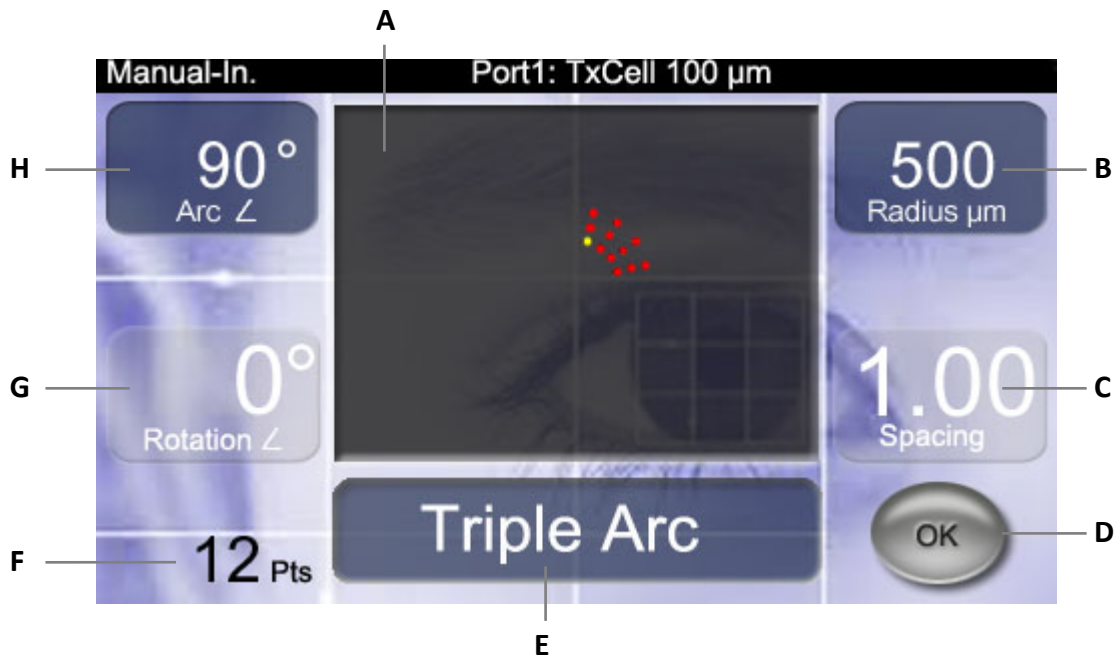 A
Manual-In. Port1: TxCell 100 µm
H 90° 500 B
Arc ∠ Radius µm
G 0° 1.00 C
Rotation ∠ Spacing
F 12 Pts Triple Arc OK D
E